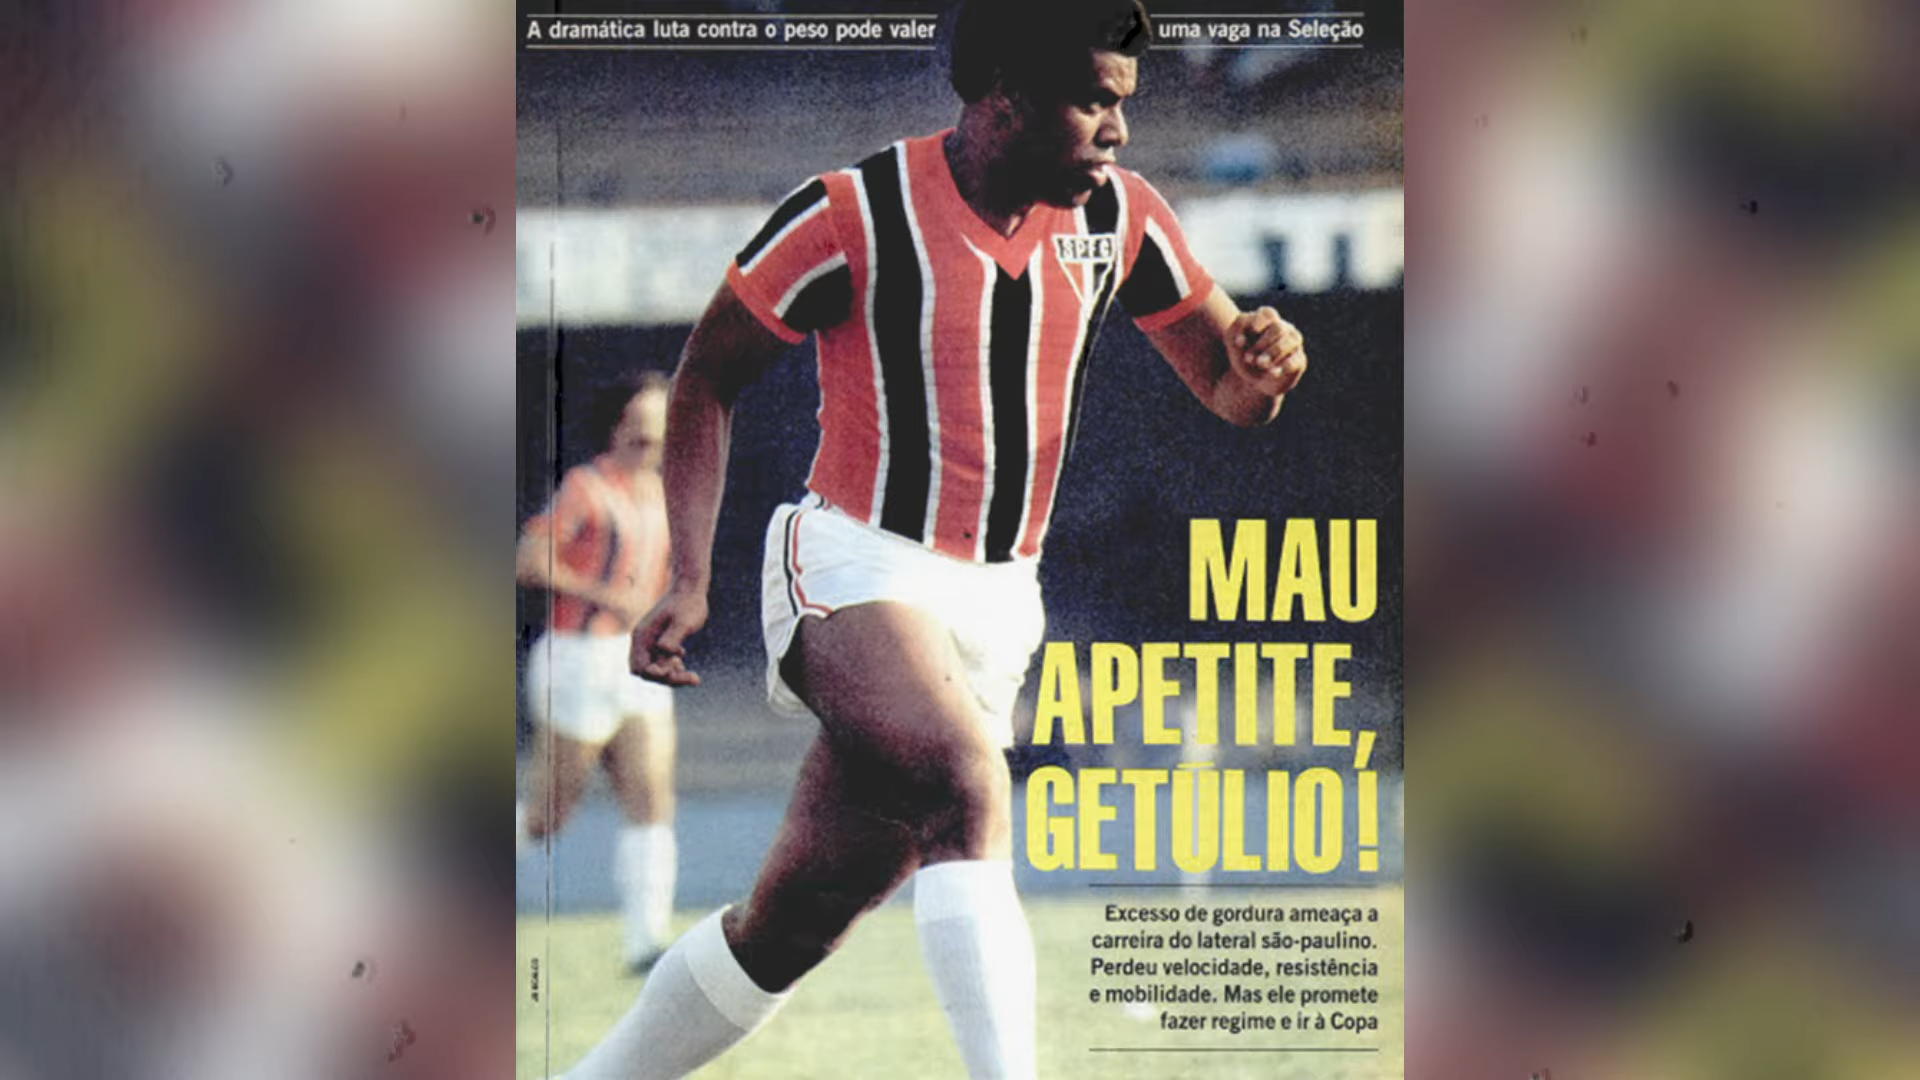 A dramática luta contra o peso pode valer uma vaga na Seleção
SPFC
MAU
APETITE,
GETÚLIO!
Excesso de gordura ameaça a
carreira do lateral são-paulino.
Perdeu velocidade, resistência
e mobilidade. Mas ele promete
fazer regime e ir à Copa